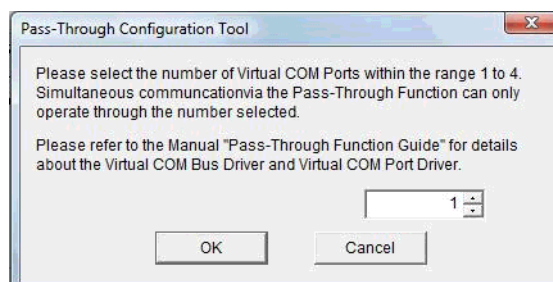 Pass-Through Configuration Tool
Please select the number of Virtual COM Ports within the range 1 to 4.
Simultaneous communcationvia the Pass-Through Function can only
operate through the number selected.
Please refer to the Manual "Pass-Through Function Guide" for details
about the Virtual COM Bus Driver and Virtual COM Port Driver.
1
OK Cancel